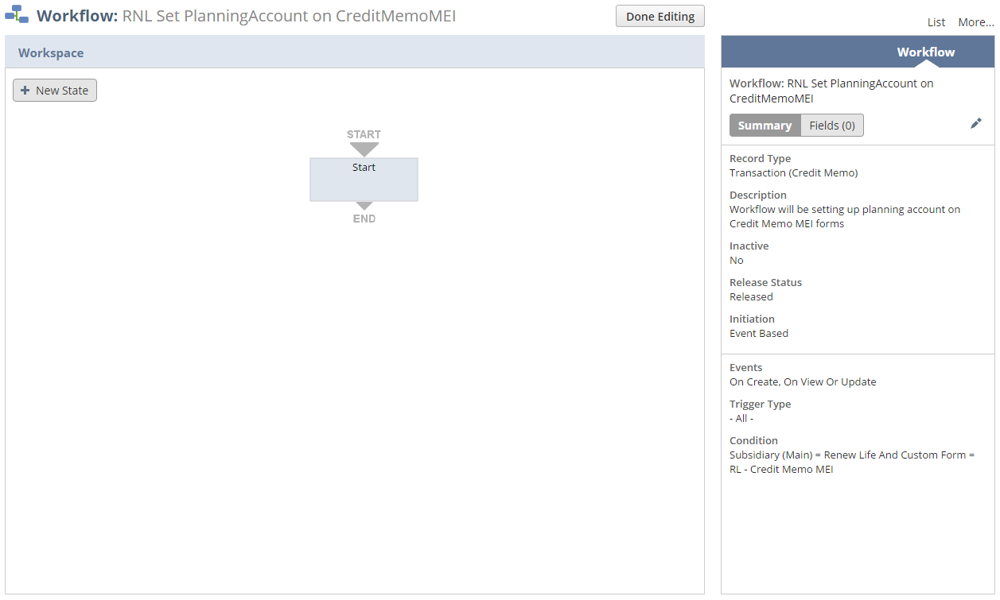 Workflow: RNL Set PlanningAccount on CreditMemoMEI
Done Editing
List More...
Workspace
New State
START
Start
END
Workflow
Workflow: RNL Set PlanningAccount on
CreditMemoMEI
Summary Fields (0)
Record Type
Transaction (Credit Memo)
Description
Workflow will be setting up planning account on
Credit Memo MEI forms
Inactive
No
Release Status
Released
Initiation
Event Based
Events
On Create, On View Or Update
Trigger Type
- All -
Condition
Subsidiary (Main) = Renew Life And Custom Form =
RL - Credit Memo MEI